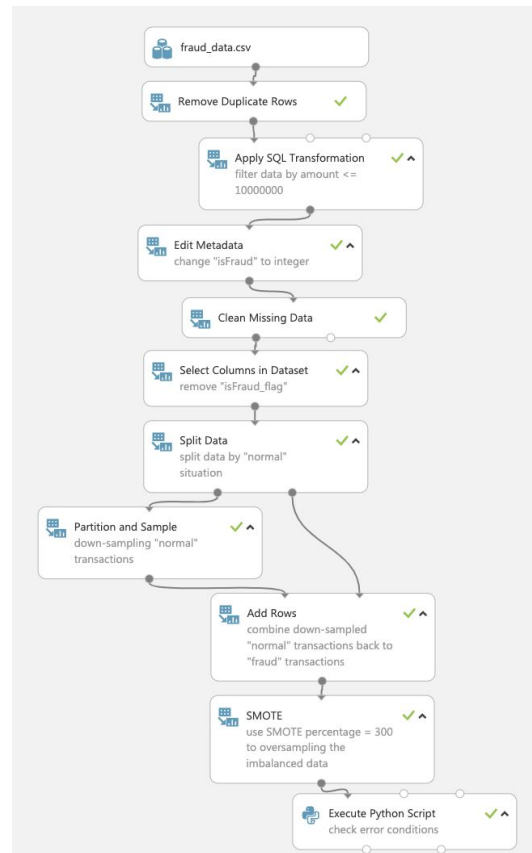 fraud_data.csv
Remove Duplicate Rows
Apply SQL Transformation
filter data by amount <=
10000000
Edit Metadata
change "isFraud" to integer
Clean Missing Data
Select Columns in Dataset
remove "isFraud_flag"
Split Data
split data by "normal"
situation
Partition and Sample
down-sampling "normal"
transactions
Add Rows
combine down-sampled
"normal" transactions back to
"fraud" transactions
SMOTE
use SMOTE percentage = 300
to oversampling the
imbalanced data
Execute Python Script
check error conditions